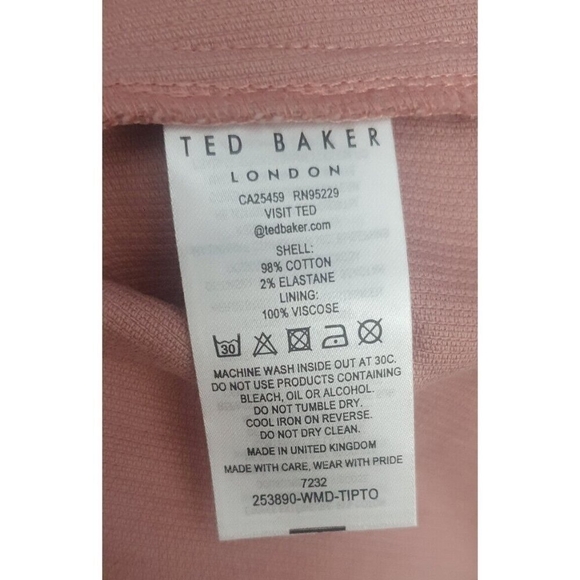 TED BAKER
LONDON
CA25459 RN95229
VISIT TED
@tedbaker.com
SHELL:
98% COTTON
2% ELASTANE
LINING:
100% VISCOSE
30
MACHINE WASH INSIDE OUT AT 30C.
DO NOT USE PRODUCTS CONTAINING
BLEACH, OIL OR ALCOHOL.
DO NOT TUMBLE DRY.
COOL IRON ON REVERSE.
DO NOT DRY CLEAN.
MADE IN UNITED KINGDOM
MADE WITH CARE, WEAR WITH PRIDE
7232
253890-WMD-TIPTO